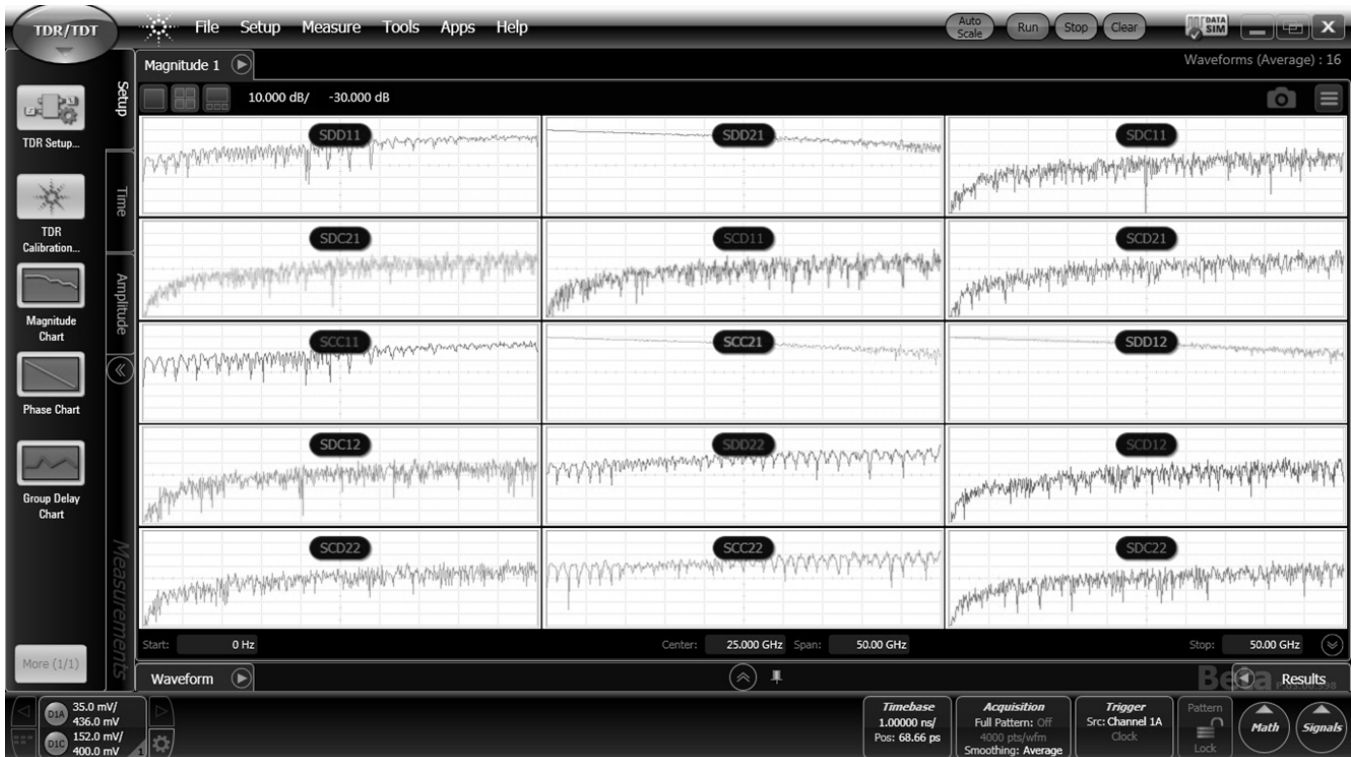 TDR/TDT
File Setup Measure Tools Apps Help
Auto
Scale
Run
Stop
Clear
DATA
SIM
X
Magnitude 1
Waveforms (Average) : 16
Setup
10.000 dB/ -30.000 dB
TDR Setup...
SDD11
SDD21
SDC11
Time
TDR
Calibration...
SDC21
SCD11
SCD21
Amplitude
Magnitude
Chart
SCC11
SCC21
SDD12
Phase Chart
SDC12
SDD22
SCD12
Group Delay
Chart
SCD22
SCC22
SDC22
Measurements
Start: 0 Hz
Center: 25.000 GHz Span: 50.00 GHz
Stop: 50.00 GHz
More (1/1)
Waveform
Beta
Results
D1A
35.0 mV/
436.0 mV
D1C
152.0 mV/
400.0 mV
1
Timebase
1.00000 ns/
Pos: 68.66 ps
Acquisition
Full Pattern: Off
4000 pts/wfm
Smoothing: Average
Trigger
Src: Channel 1A
Clock
Pattern
Lock
Math
Signals